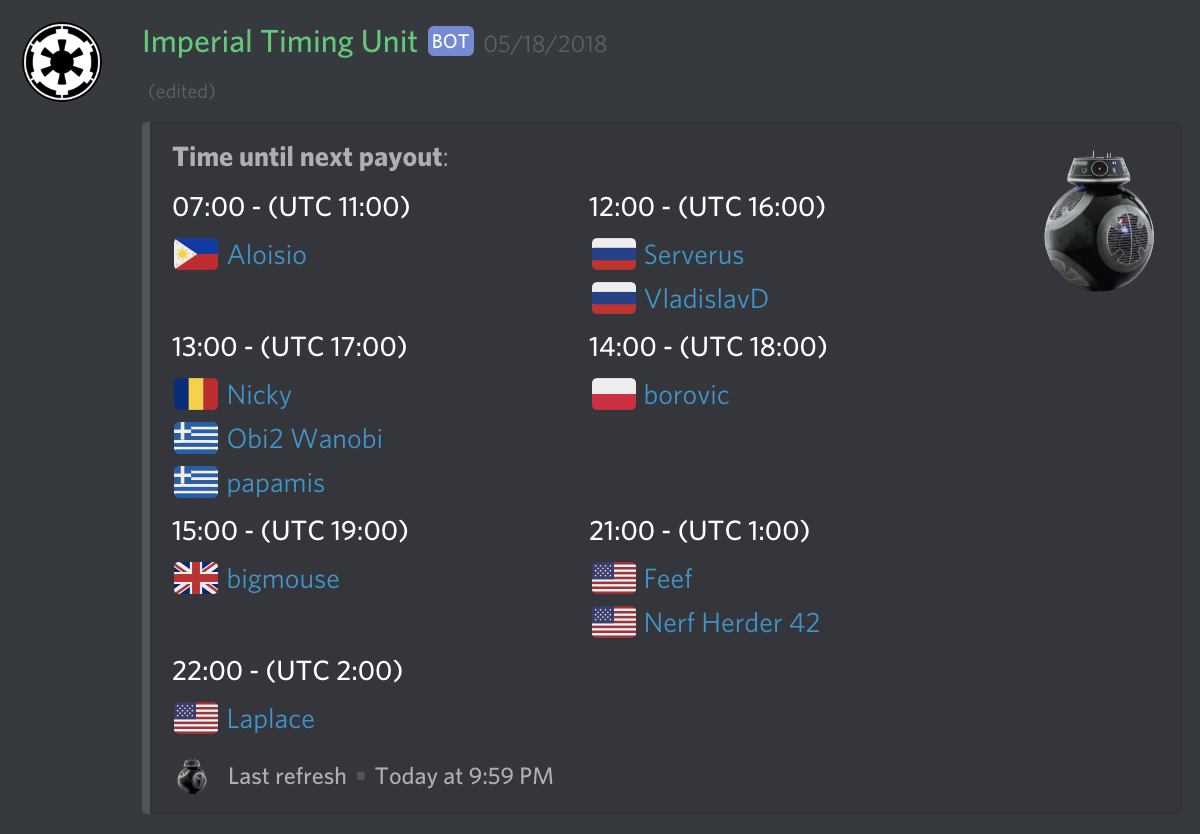 Imperial Timing Unit BOT 05/18/2018
(edited)
Time until next payout:
07:00 - (UTC 11:00)
Aloisio
12:00 - (UTC 16:00)
Serverus
VladislavD
13:00 - (UTC 17:00)
Nicky
Obi2 Wanobi
papamis
14:00 - (UTC 18:00)
borovic
15:00 - (UTC 19:00)
bigmouse
21:00 - (UTC 1:00)
Feef
Nerf Herder 42
22:00 - (UTC 2:00)
Laplace
Last refresh • Today at 9:59 PM